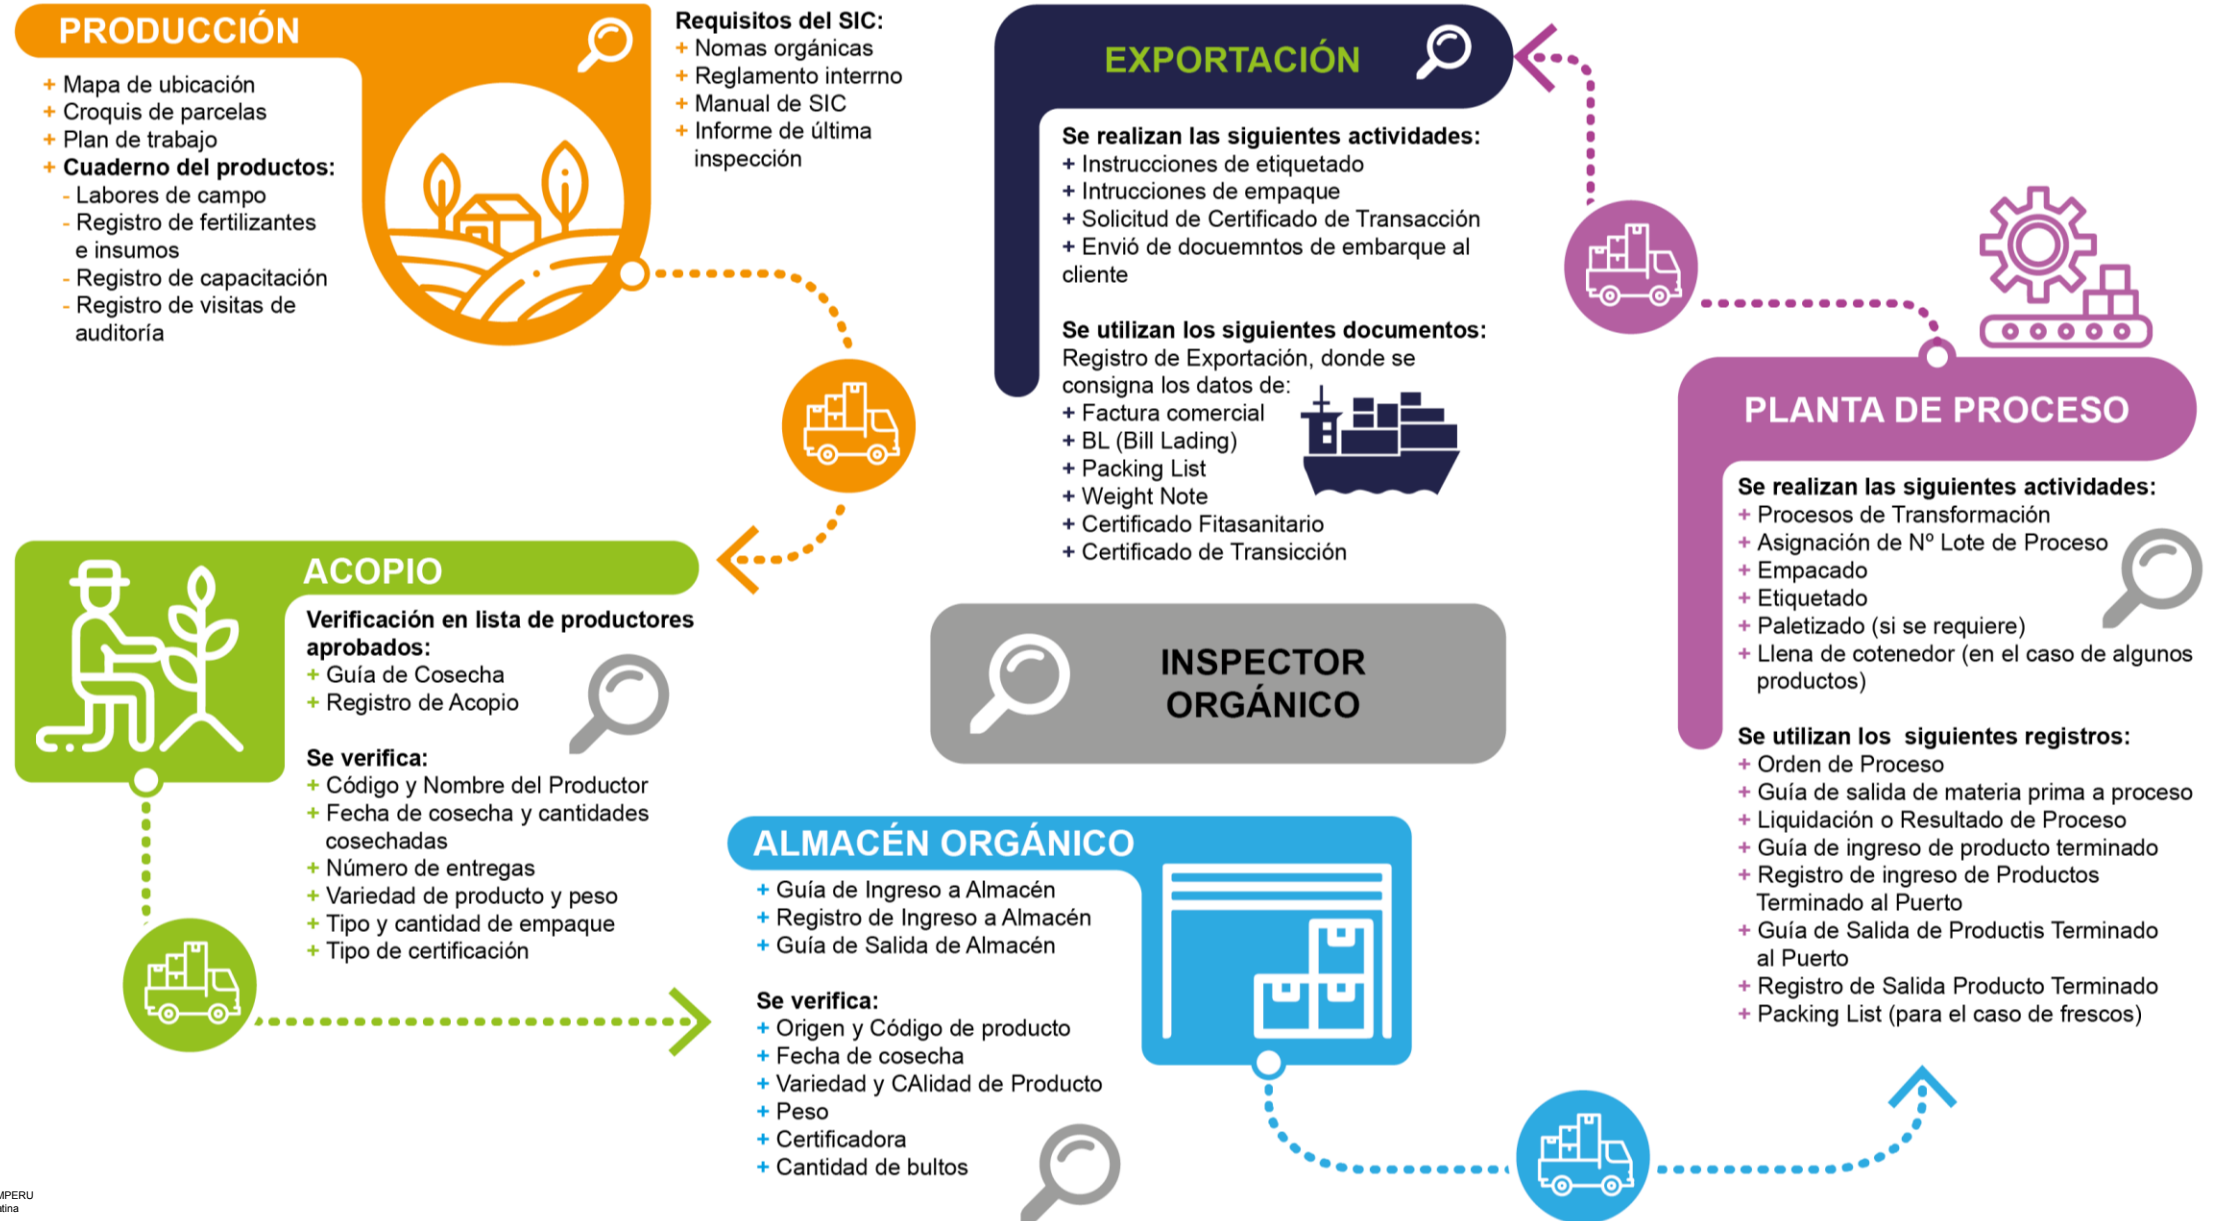 PRODUCCIÓN
+ Mapa de ubicación
+ Croquis de parcelas
+ Plan de trabajo
+ Cuaderno del productos:
- Labores de campo
- Registro de fertilizantes
e insumos
- Registro de capacitación
- Registro de visitas de
auditoría
Requisitos del SIC:
+ Nomas orgánicas
+ Reglamento interrno
+ Manual de SIC
+ Informe de última
inspección
ACOPIO
Verificación en lista de productores
aprobados:
+ Guía de Cosecha
+ Registro de Acopio
Se verifica:
+ Código y Nombre del Productor
+ Fecha de cosecha y cantidades
cosechadas
+ Número de entregas
+ Variedad de producto y peso
+ Tipo y cantidad de empaque
+ Tipo de certificación
ALMACÉN ORGÁNICO
+ Guía de Ingreso a Almacén
+ Registro de Ingreso a Almacén
+ Guía de Salida de Almacén
Se verifica:
+ Origen y Código de producto
+ Fecha de cosecha
+ Variedad y CAlidad de Producto
+ Peso
+ Certificadora
+ Cantidad de bultos
PLANTA DE PROCESO
Se realizan las siguientes actividades:
+ Procesos de Transformación
+ Asignación de Nº Lote de Proceso
+ Empacado
+ Etiquetado
+ Paletizado (si se requiere)
+ Llena de cotenedor (en el caso de algunos
productos)
Se utilizan los siguientes registros:
+ Orden de Proceso
+ Guía de salida de materia prima a proceso
+ Liquidación o Resultado de Proceso
+ Guía de ingreso de producto terminado
+ Registro de ingreso de Productos
Terminado al Puerto
+ Guía de Salida de Productis Terminado
al Puerto
+ Registro de Salida Producto Terminado
+ Packing List (para el caso de frescos)
EXPORTACIÓN
Se realizan las siguientes actividades:
+ Instrucciones de etiquetado
+ Intrucciones de empaque
+ Solicitud de Certificado de Transacción
+ Envió de docuemntos de embarque al
cliente
Se utilizan los siguientes documentos:
Registro de Exportación, donde se
consigna los datos de:
+ Factura comercial
+ BL (Bill Lading)
+ Packing List
+ Weight Note
+ Certificado Fitasanitario
+ Certificado de Transicción
INSPECTOR
ORGÁNICO
MPERU
atina